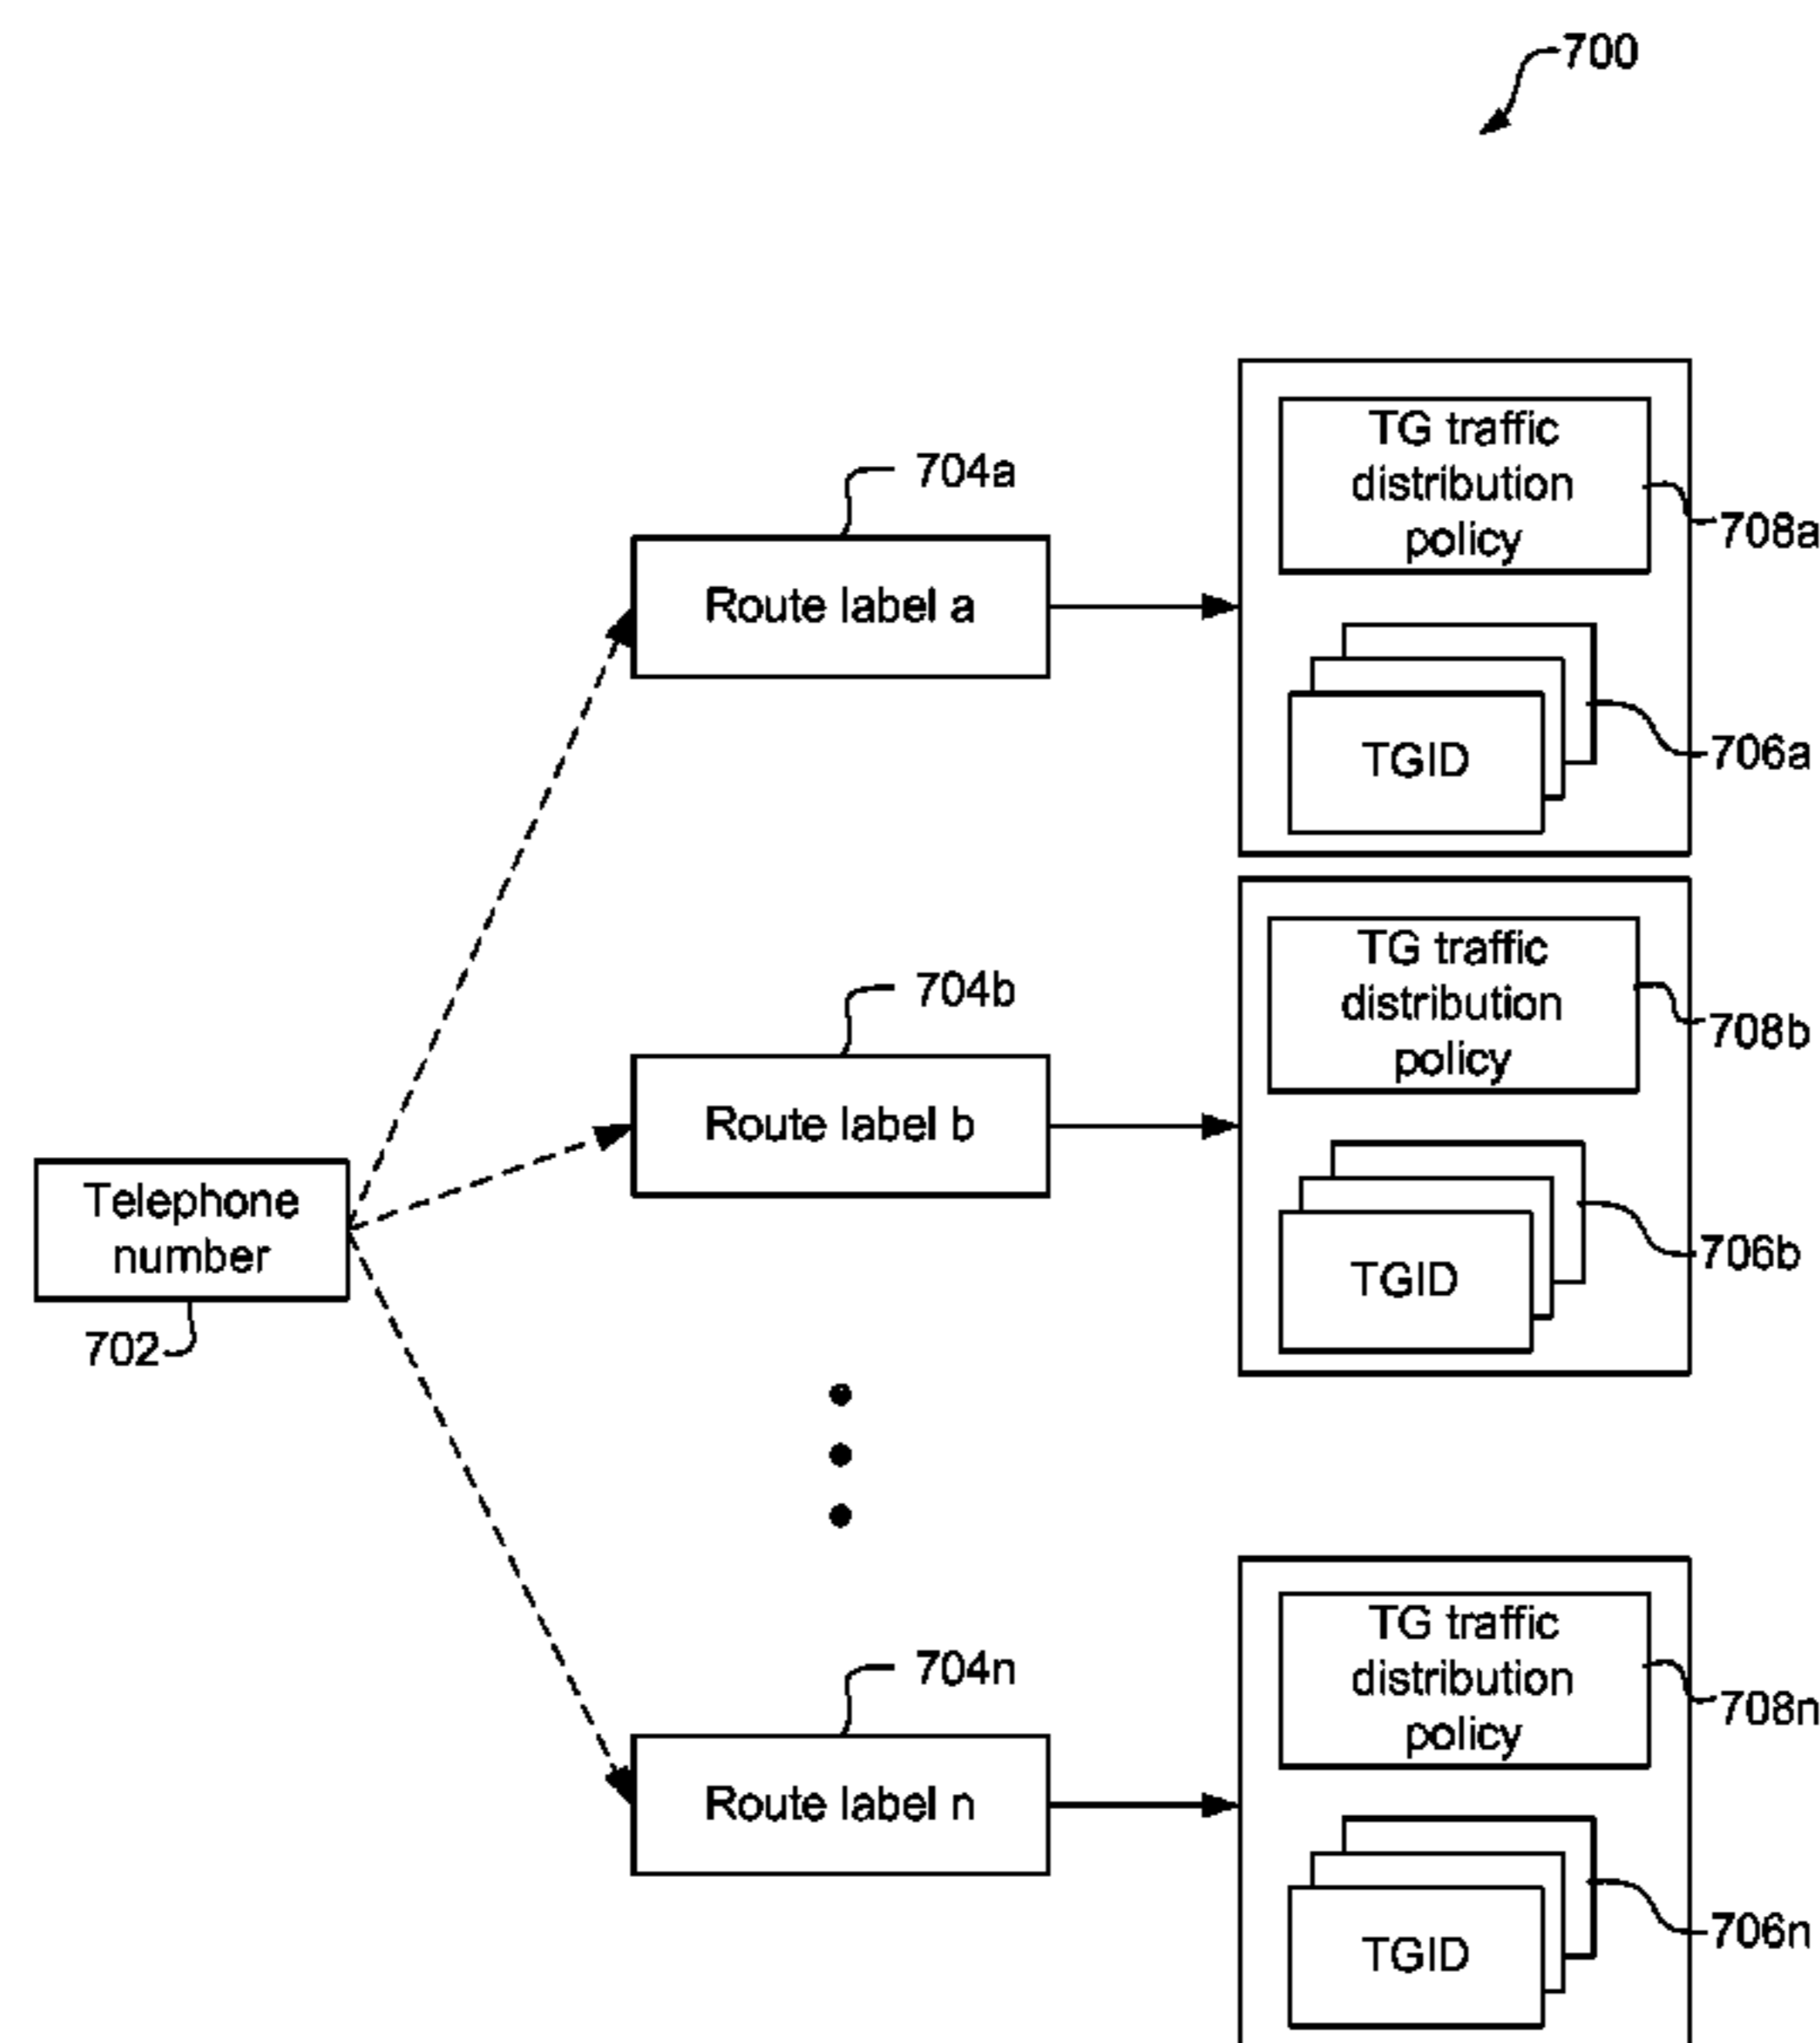 700
704a
Route label a
TG traffic
distribution
policy
708a
TGID
706a
704b
Route label b
TG traffic
distribution
policy
708b
TGID
706b
Telephone
number
702
704n
Route label n
TG traffic
distribution
policy
708n
TGID
706n